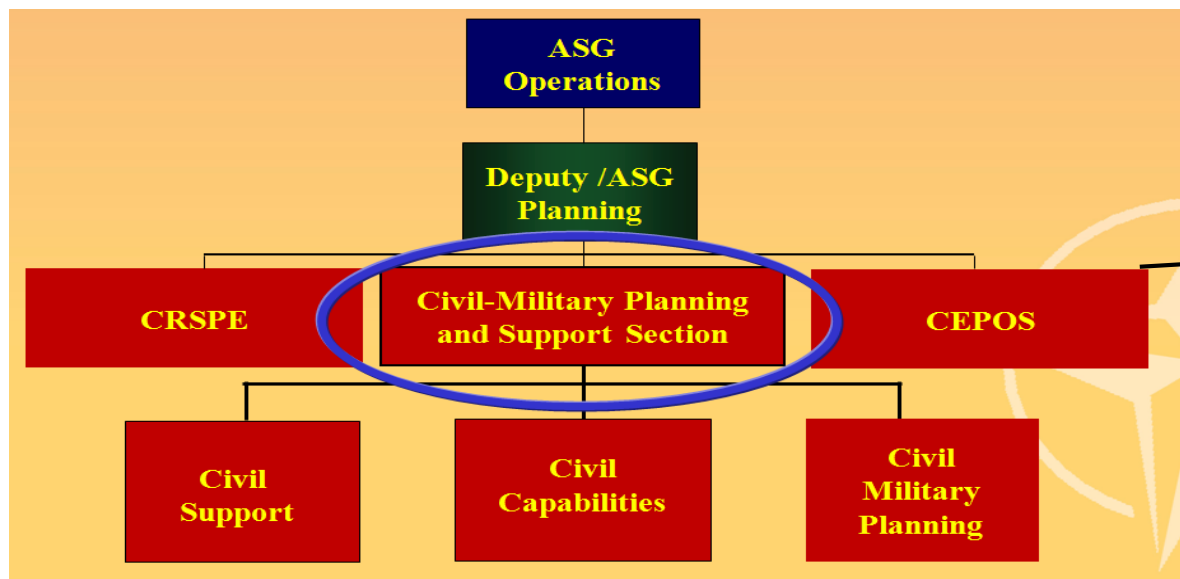 ASG
Operations
Deputy /ASG
Planning
CRSPE
Civil-Military Planning
and Support Section
CEPOS
Civil
Support
Civil
Capabilities
Civil
Military
Planning